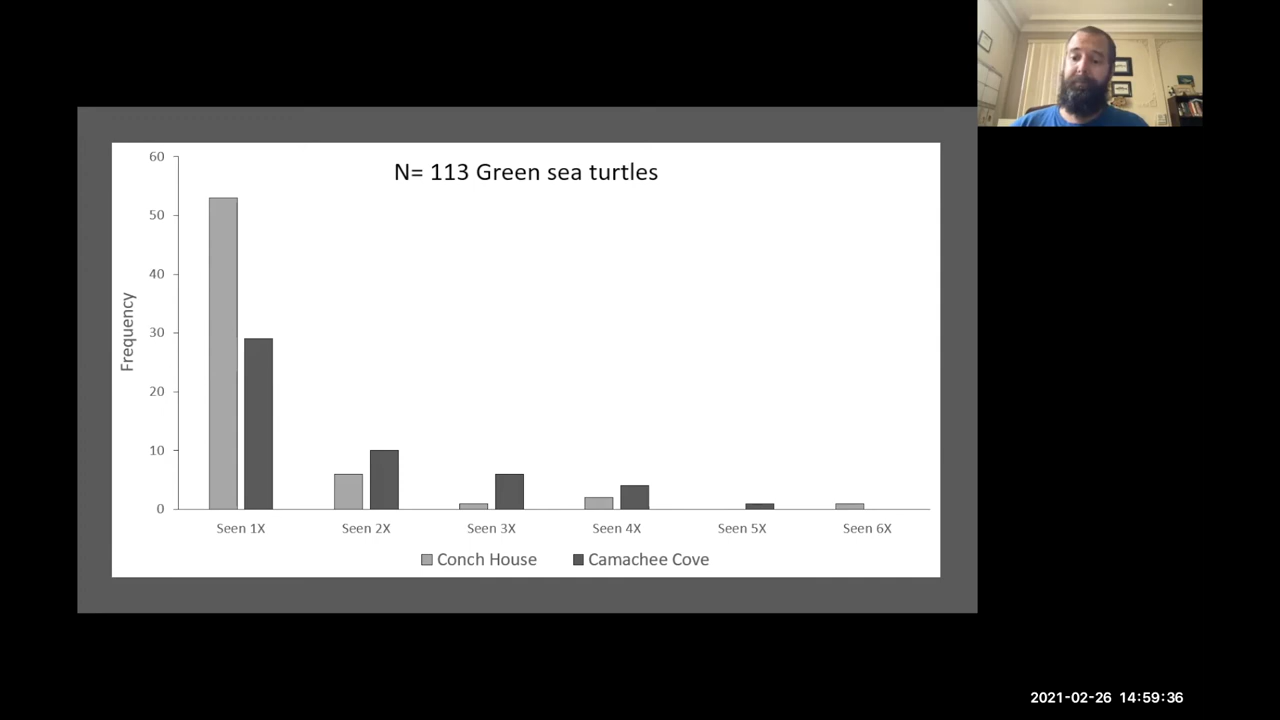 N= 113 Green sea turtles
60
50
40
30
20
10
0
Frequency
Seen 1X
Seen 2X
Seen 3X
Seen 4X
Seen 5X
Seen 6X
Conch House
Camachee Cove
2021-02-26 14:59:36